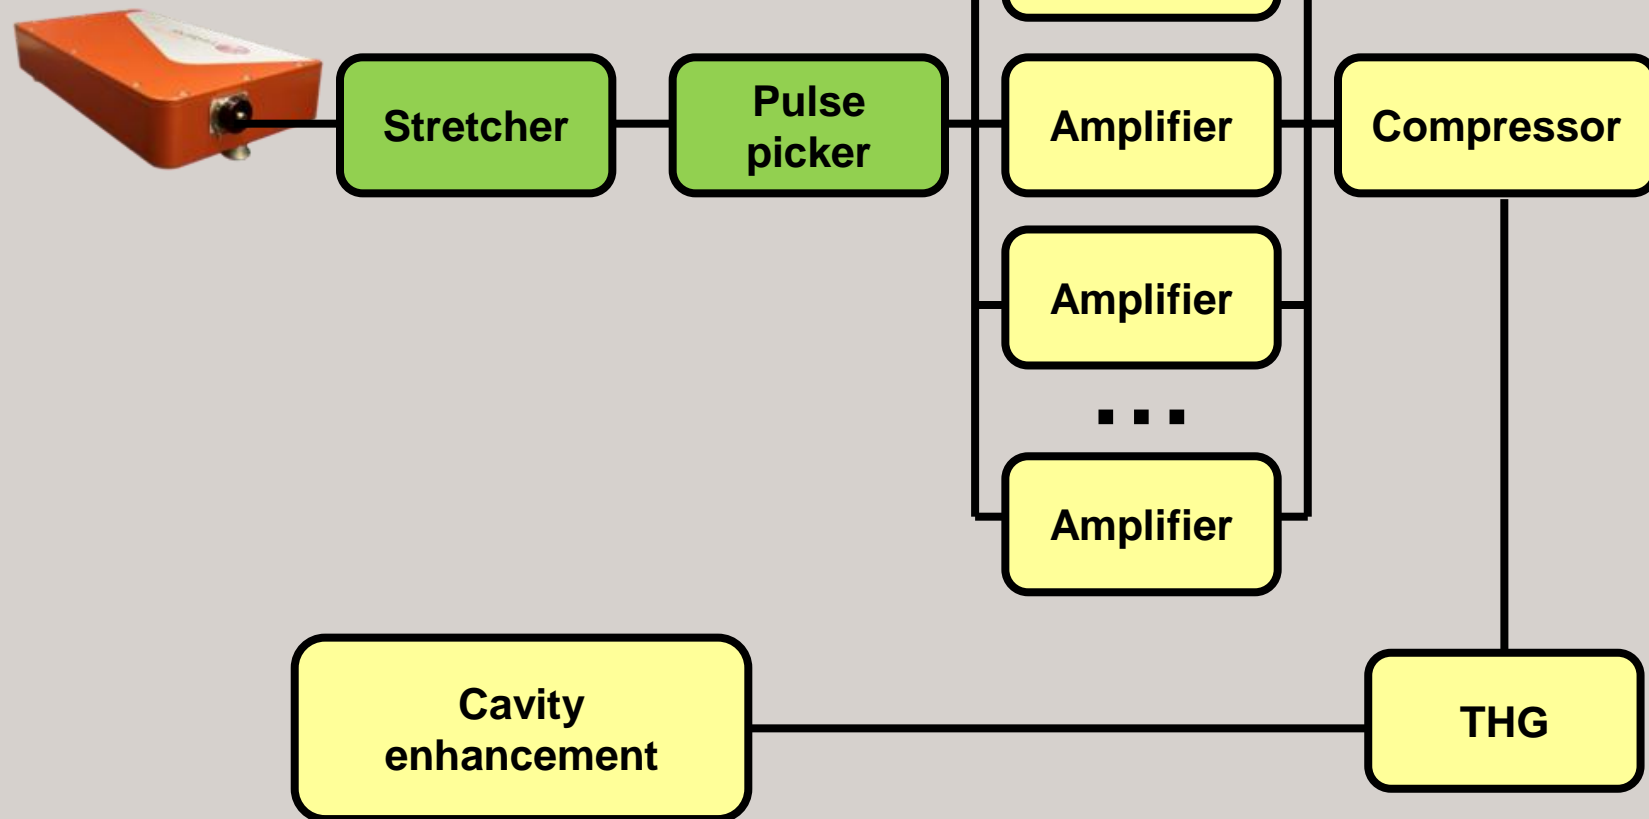 Stretcher
Pulse
picker
Amplifier
Compressor
Amplifier
...
Amplifier
Cavity
enhancement
THG